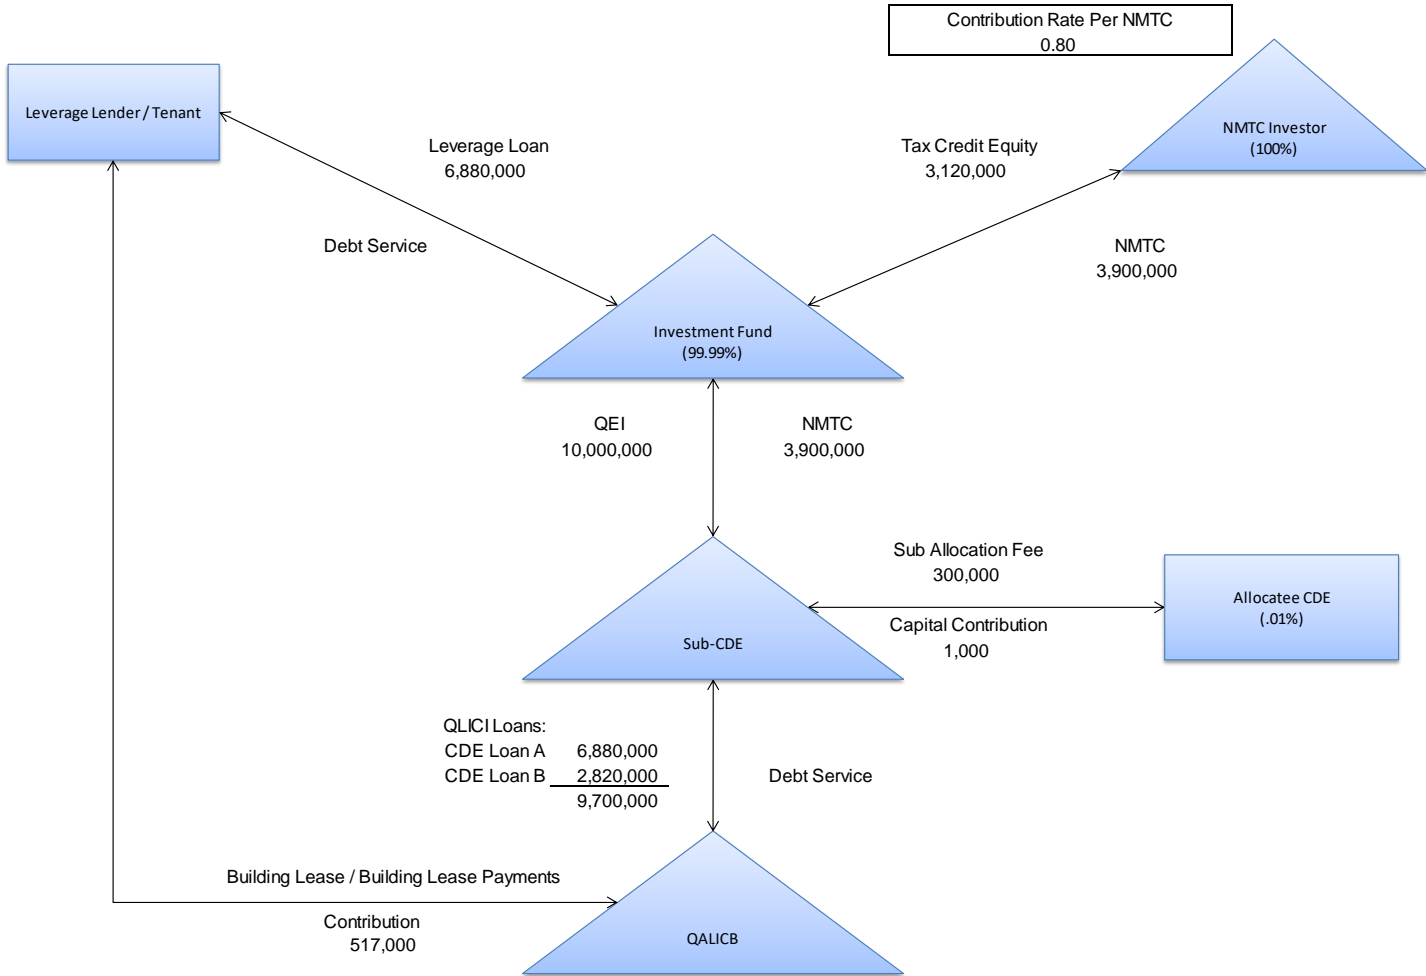 Contribution Rate Per NMTC
0.80
Leverage Lender / Tenant
NMTC Investor
(100%)
Leverage Loan
6,880,000
Tax Credit Equity
3,120,000
Debt Service
NMTC
3,900,000
Investment Fund
(99.99%)
QEI
10,000,000
NMTC
3,900,000
Sub Allocation Fee
300,000
Allocatee CDE
(.01%)
Capital Contribution
1,000
Sub-CDE
QLICI Loans:
CDE Loan A 6,880,000
CDE Loan B 2,820,000
9,700,000
Debt Service
Building Lease / Building Lease Payments
Contribution
517,000
QALICB